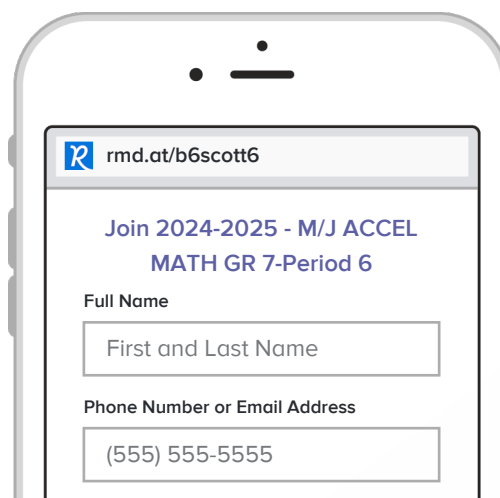 rmd.at/b6scott6
Join 2024-2025 - M/J ACCEL
MATH GR 7-Period 6
Full Name
First and Last Name
Phone Number or Email Address
(555) 555-5555